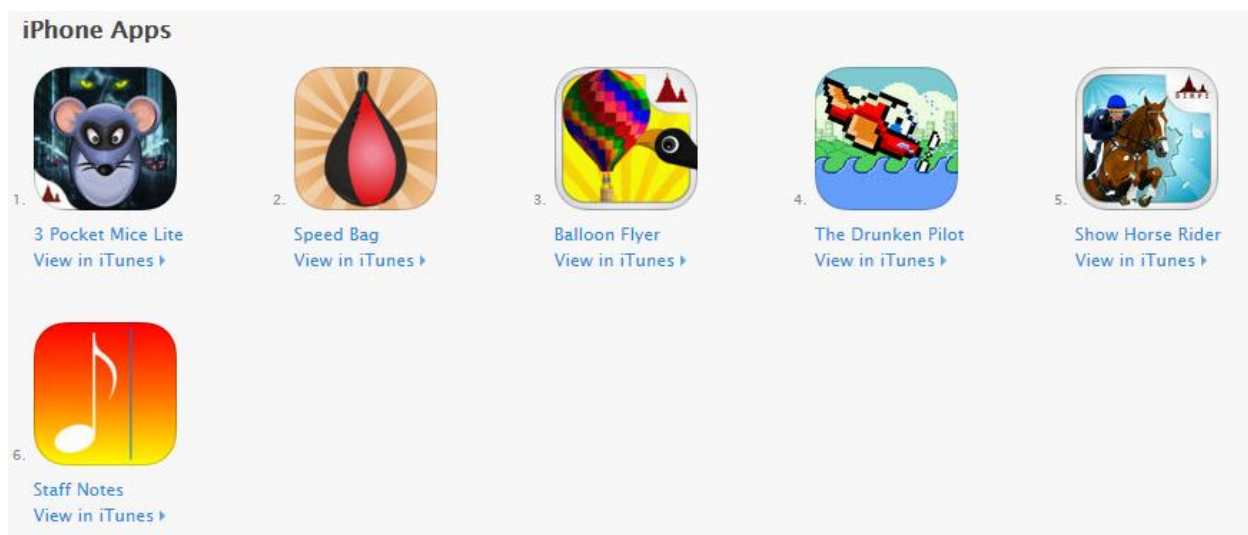 iPhone Apps
1.
3 Pocket Mice Lite
View in iTunes
2.
Speed Bag
View in iTunes
3.
Balloon Flyer
View in iTunes
4.
The Drunken Pilot
View in iTunes
5.
Show Horse Rider
View in iTunes
6.
Staff Notes
View in iTunes